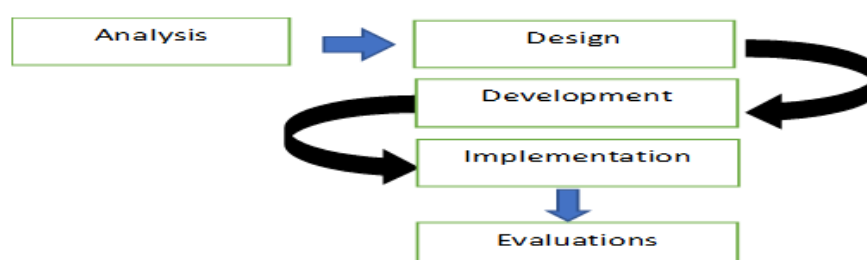 Analysis
Design
Development
Implementation
Evaluations